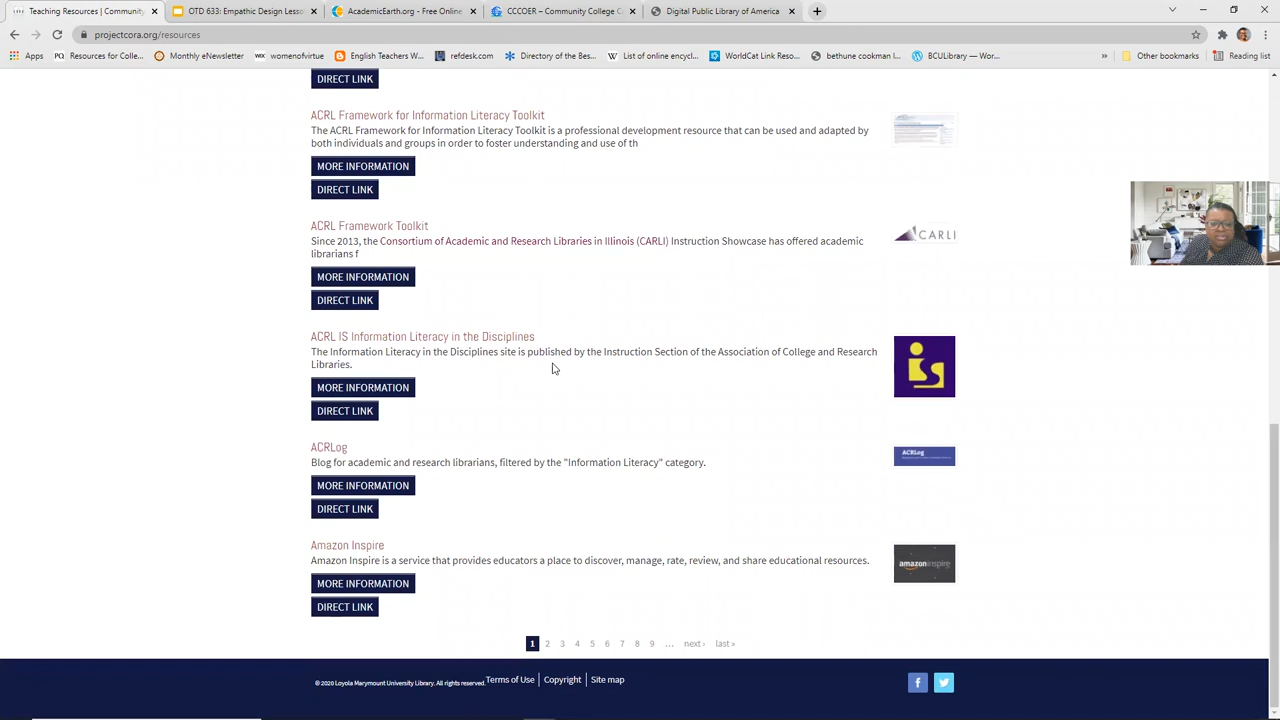 Teaching Resources | Community
OTD 633: Empathic Design Lesso
AcademicEarth.org - Free Online
CCCOER – Community College C
Digital Public Library of America
projectcora.org/resources
Apps
Resources for Colle...
Monthly eNewsletter
womenofvirtue
English Teachers W...
refdesk.com
Directory of the Bes...
List of online encycl...
WorldCat Link Reso...
bethune cookman l...
BCULibrary — Wor...
»
Other bookmarks
Reading list
DIRECT LINK
ACRL Framework for Information Literacy Toolkit
The ACRL Framework for Information Literacy Toolkit is a professional development resource that can be used and adapted by
both individuals and groups in order to foster understanding and use of th
MORE INFORMATION
DIRECT LINK
ACRL Framework Toolkit
Since 2013, the Consortium of Academic and Research Libraries in Illinois (CARLI) Instruction Showcase has offered academic
librarians f
CARLI
MORE INFORMATION
DIRECT LINK
ACRL IS Information Literacy in the Disciplines
The Information Literacy in the Disciplines site is published by the Instruction Section of the Association of College and Research
Libraries.
is
MORE INFORMATION
DIRECT LINK
ACRLog
Blog for academic and research librarians, filtered by the "Information Literacy" category.
ACRLog
MORE INFORMATION
DIRECT LINK
Amazon Inspire
Amazon Inspire is a service that provides educators a place to discover, manage, rate, review, and share educational resources.
amazoninspire
MORE INFORMATION
DIRECT LINK
1 2 3 4 5 6 7 8 9 … next › last »
© 2020 Loyola Marymount University Library. All rights reserved. Terms of Use | Copyright | Site map